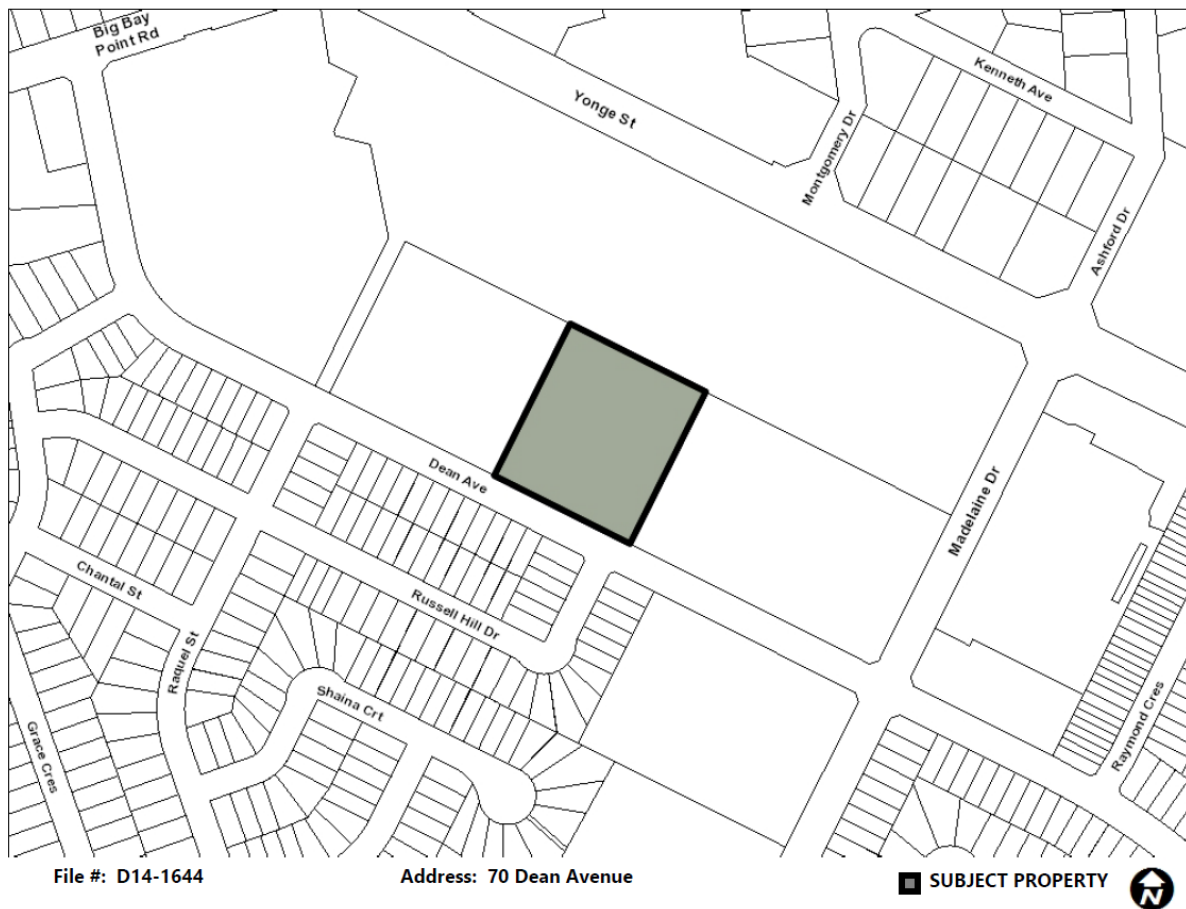 Big Bay
Point Rd
Yonge St
Kenneth Ave
Montgomery Dr
Ashford Dr
Dean Ave
Madelaine Dr
Chantal St
Russell Hill Dr
Raquel St
Shaina Crt
Grace Cres
Raymond Cres
File #: D14-1644
Address: 70 Dean Avenue
SUBJECT PROPERTY
N